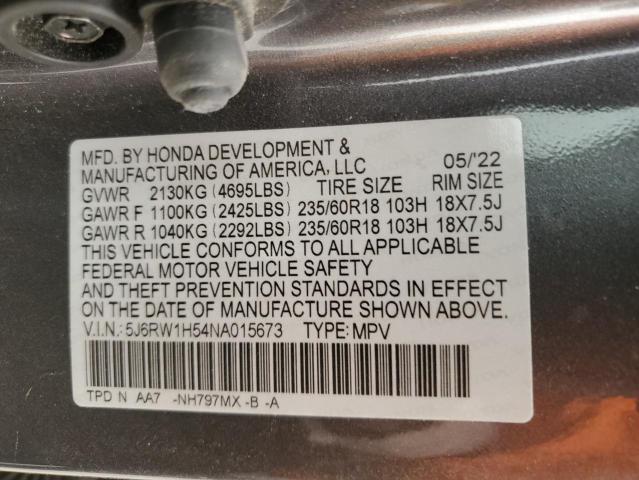 MFD. BY HONDA DEVELOPMENT &
MANUFACTURING OF AMERICA, LLC 05/'22
GVWR 2130KG (4695LBS) TIRE SIZE RIM SIZE
GAWR F 1100KG (2425LBS) 235/60R18 103H 18X7.5J
GAWR R 1040KG (2292LBS) 235/60R18 103H 18X7.5J
THIS VEHICLE CONFORMS TO ALL APPLICABLE
FEDERAL MOTOR VEHICLE SAFETY
AND THEFT PREVENTION STANDARDS IN EFFECT
ON THE DATE OF MANUFACTURE SHOWN ABOVE.
V.I.N.: 5J6RW1H54NA015673 TYPE: MPV
TPD N AA7 -NH797MX -B -A